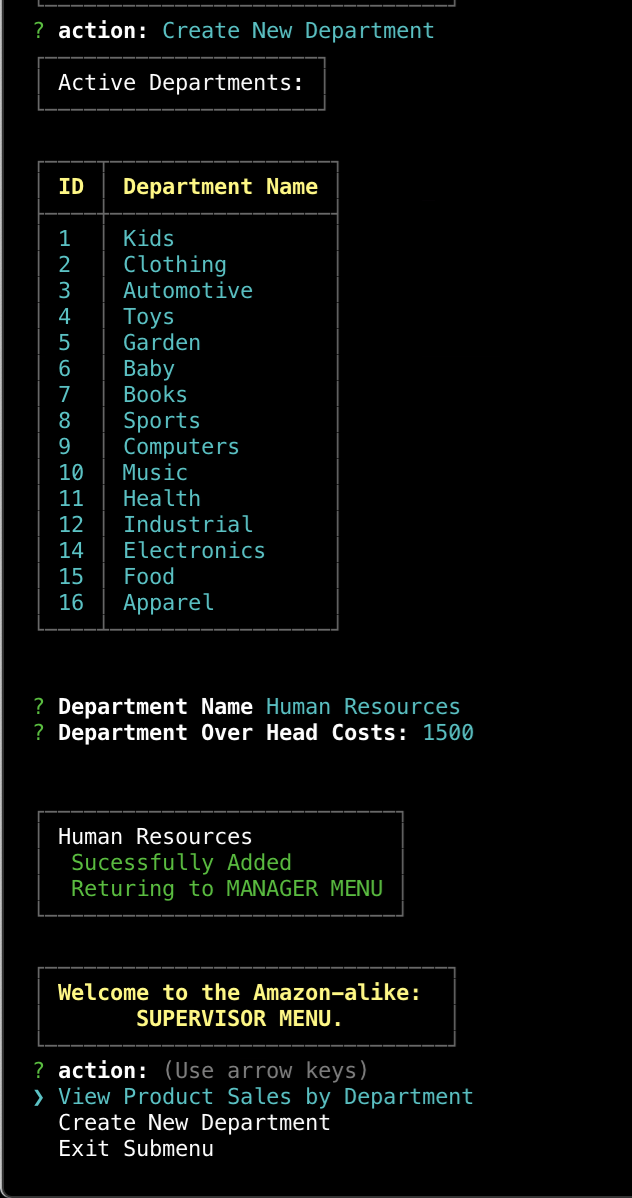 ? action: Create New Department
Active Departments:
ID Department Name
1 Kids
2 Clothing
3 Automotive
4 Toys
5 Garden
6 Baby
7 Books
8 Sports
9 Computers
10 Music
11 Health
12 Industrial
14 Electronics
15 Food
16 Apparel
? Department Name Human Resources
? Department Over Head Costs: 1500
Human Resources
Sucessfully Added
Returing to MANAGER MENU
Welcome to the Amazon-alike:
SUPERVISOR MENU.
? action: (Use arrow keys)
❯ View Product Sales by Department
Create New Department
Exit Submenu